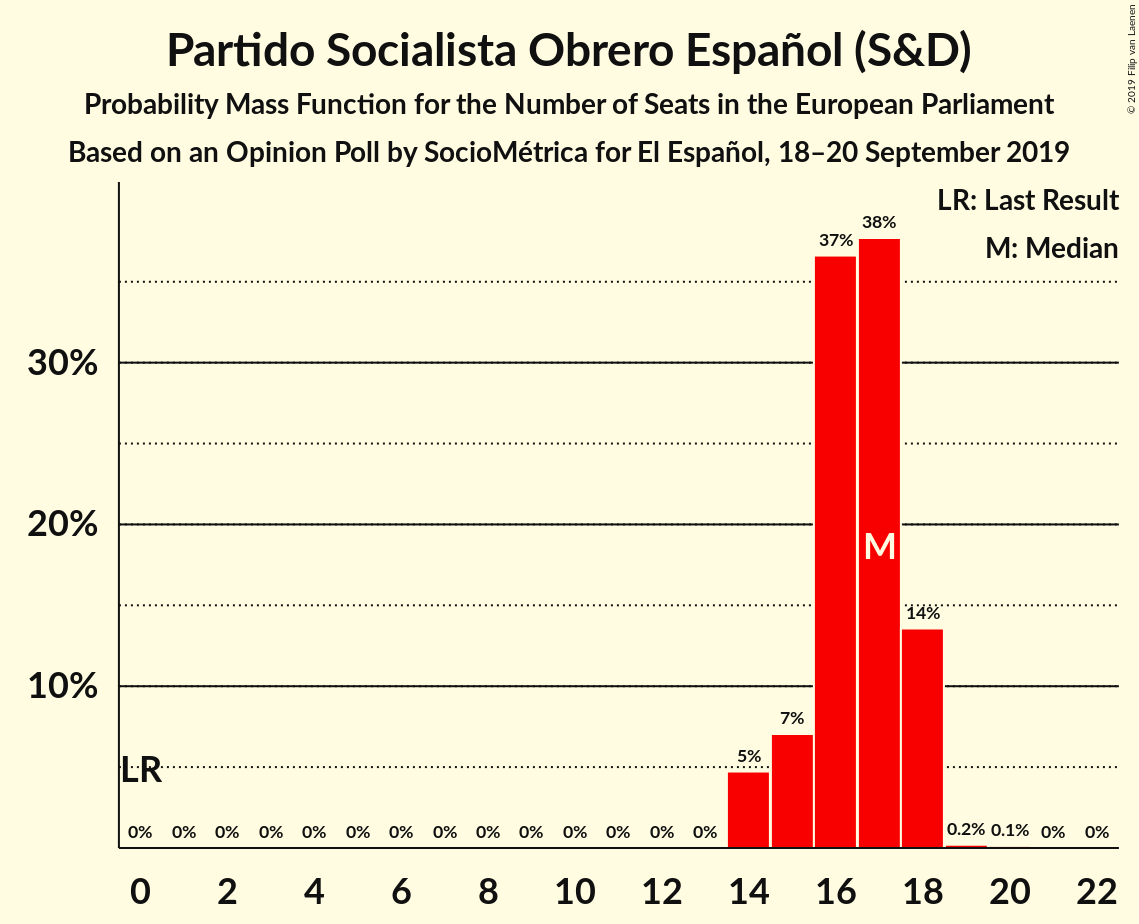 Partido Socialista Obrero Español (S&D)
Probability Mass Function for the Number of Seats in the European Parliament
Based on an Opinion Poll by SocioMétrica for El Español, 18–20 September 2019
© 2019 Filip van Laenen
LR: Last Result
M: Median
38%
37%
30%
20%
M
14%
10%
7%
5%
LR
0% 0% 0% 0% 0% 0% 0% 0% 0% 0% 0% 0% 0% 0% 0.2% 0.1% 0% 0%
0 2 4 6 8 10 12 14 16 18 20 22